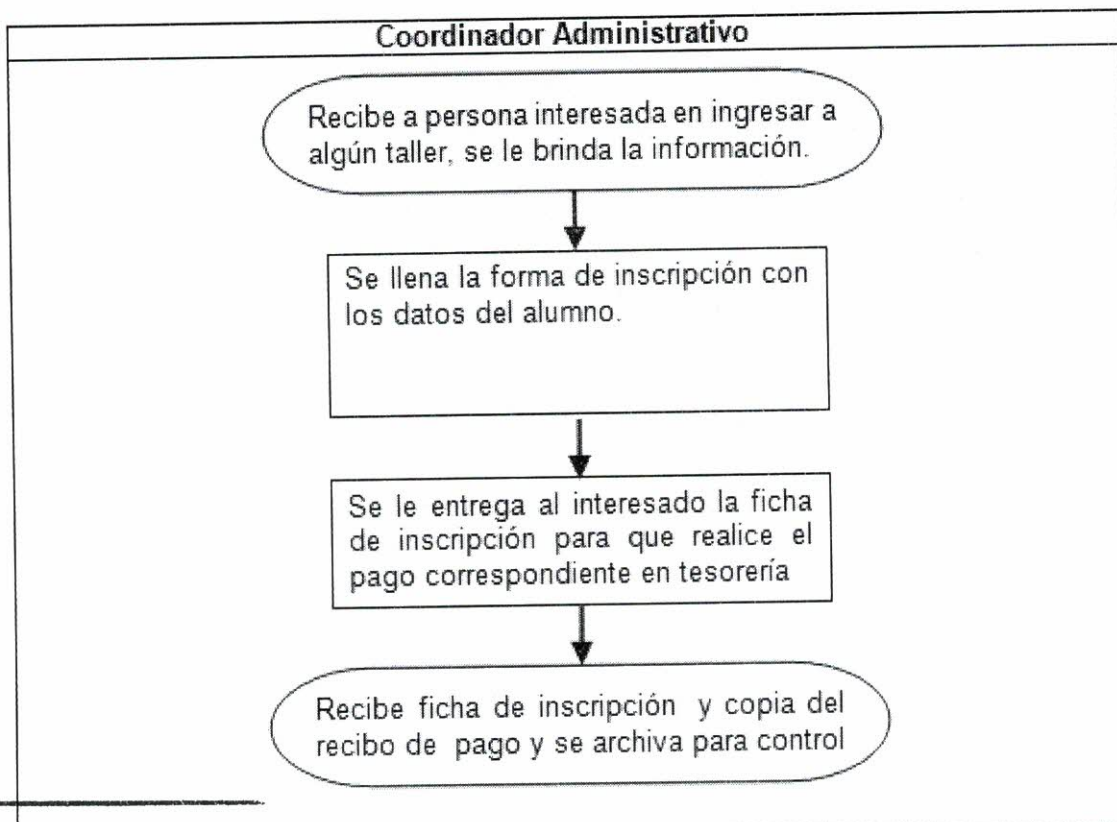 Coordinador Administrativo
Recibe a persona interesada en ingresar a
algún taller, se le brinda la información.
Se llena la forma de inscripción con
los datos del alumno.
Se le entrega al interesado la ficha
de inscripción para que realice el
pago correspondiente en tesorería
Recibe ficha de inscripción y copia del
recibo de pago y se archiva para control